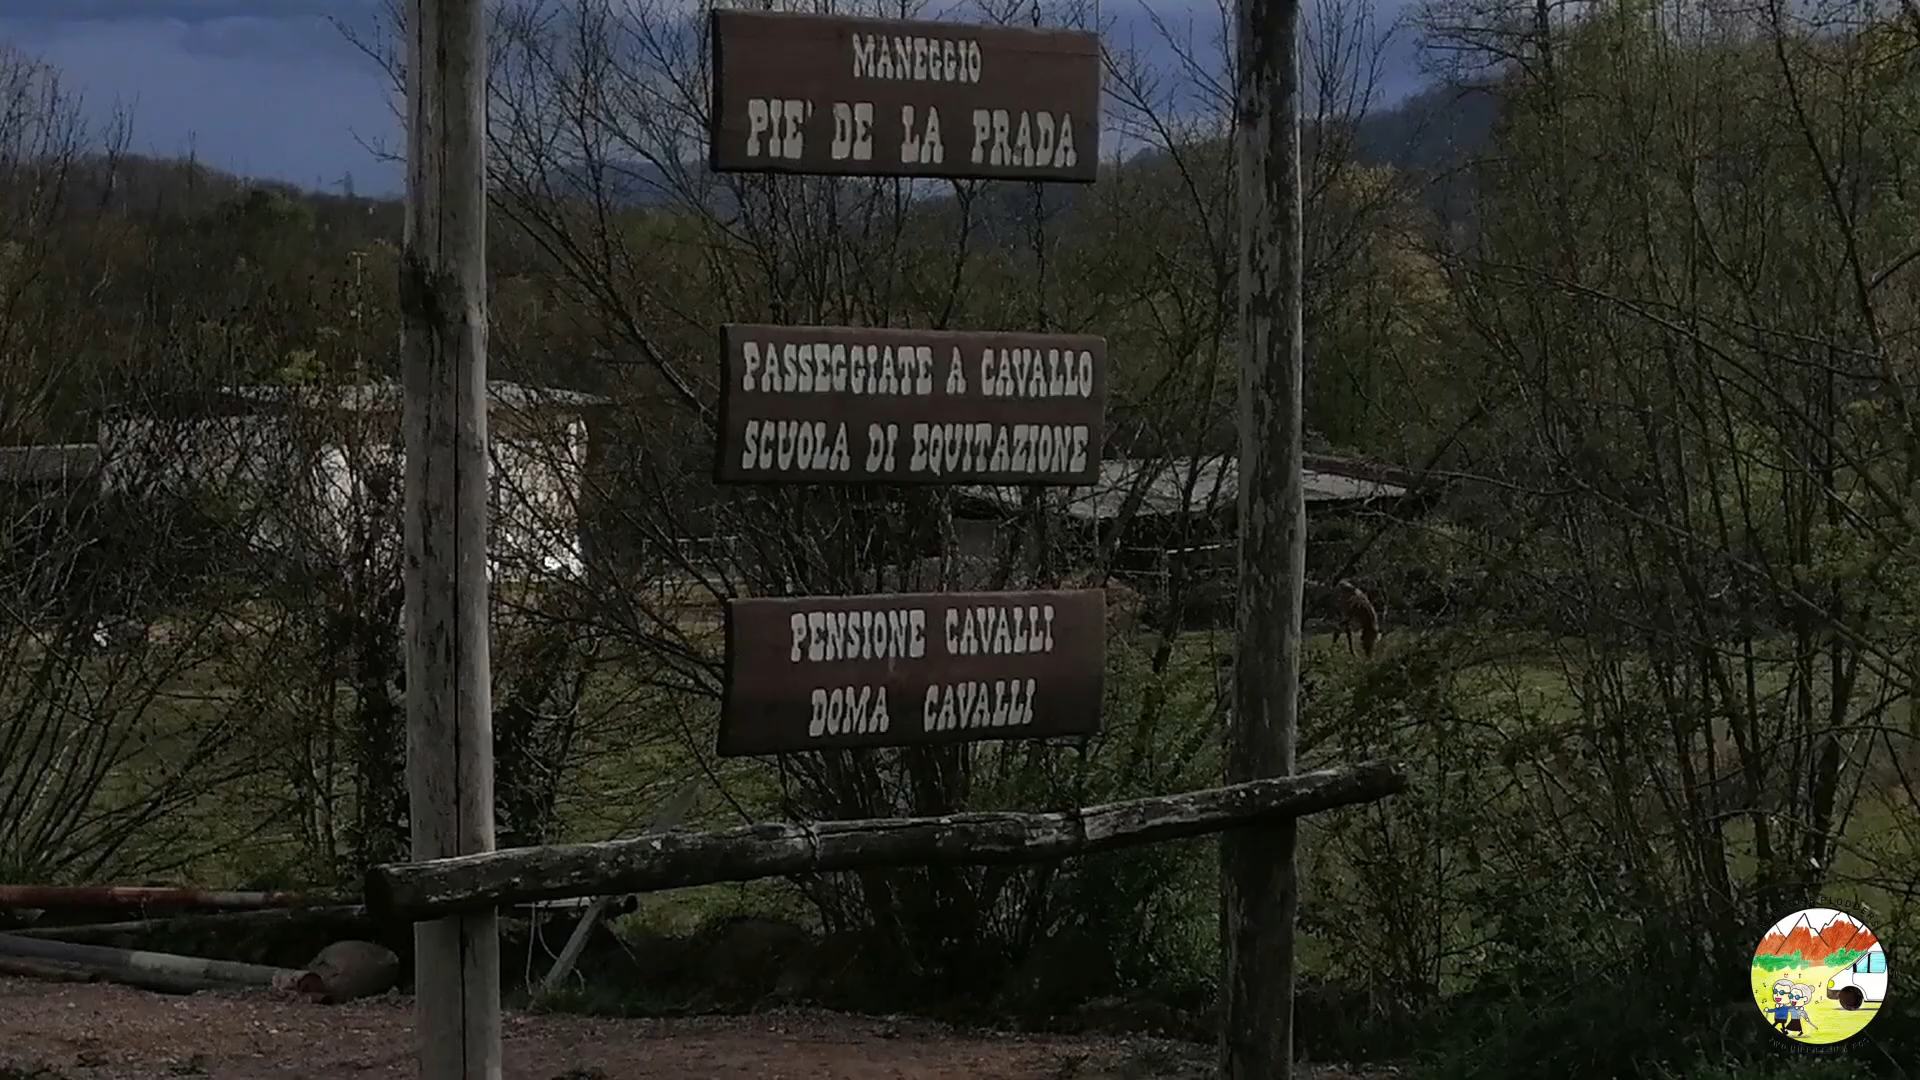 MANEGGIO
PIE' DE LA PRADA
PASSEGGIATE A CAVALLO
SCUOLA DI EQUITAZIONE
PENSIONE CAVALLI
DOMA CAVALLI